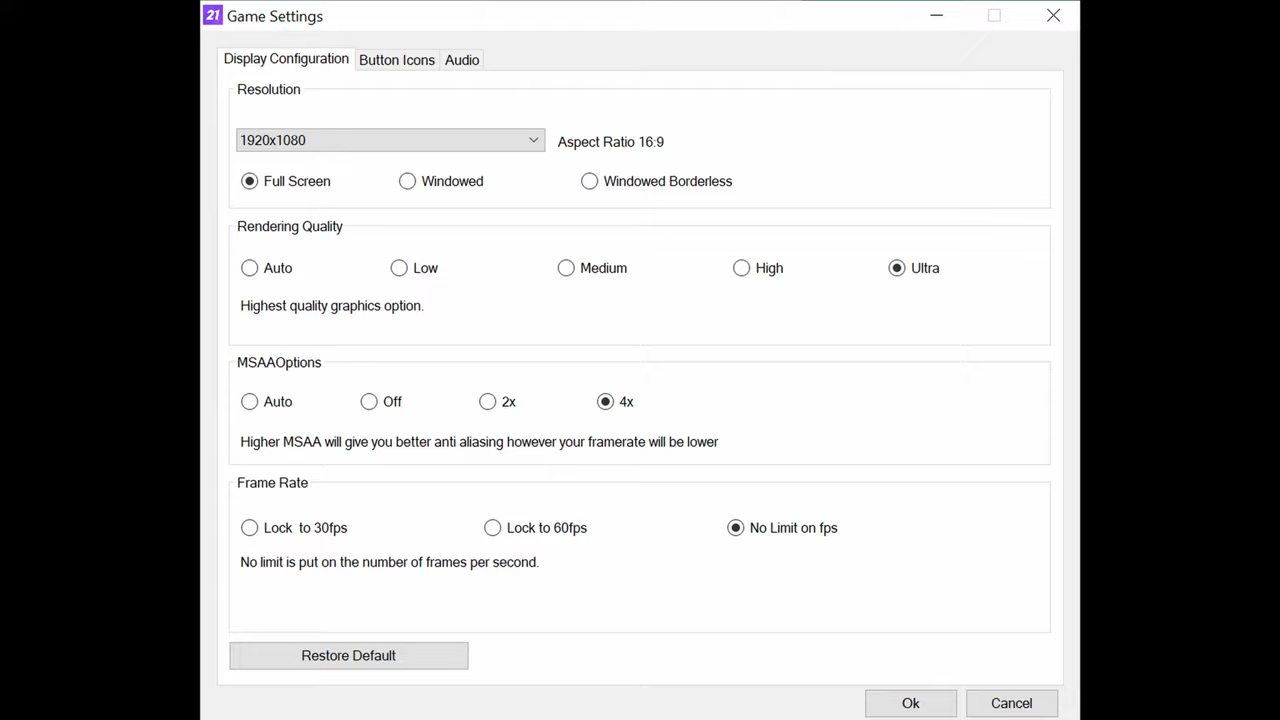 21 Game Settings
Display Configuration Button Icons Audio
Resolution
1920x1080 Aspect Ratio 16:9
Full Screen Windowed Windowed Borderless
Rendering Quality
Auto Low Medium High Ultra
Highest quality graphics option.
MSAAOptions
Auto Off 2x 4x
Higher MSAA will give you better anti aliasing however your framerate will be lower
Frame Rate
Lock to 30fps Lock to 60fps No Limit on fps
No limit is put on the number of frames per second.
Restore Default
Ok Cancel